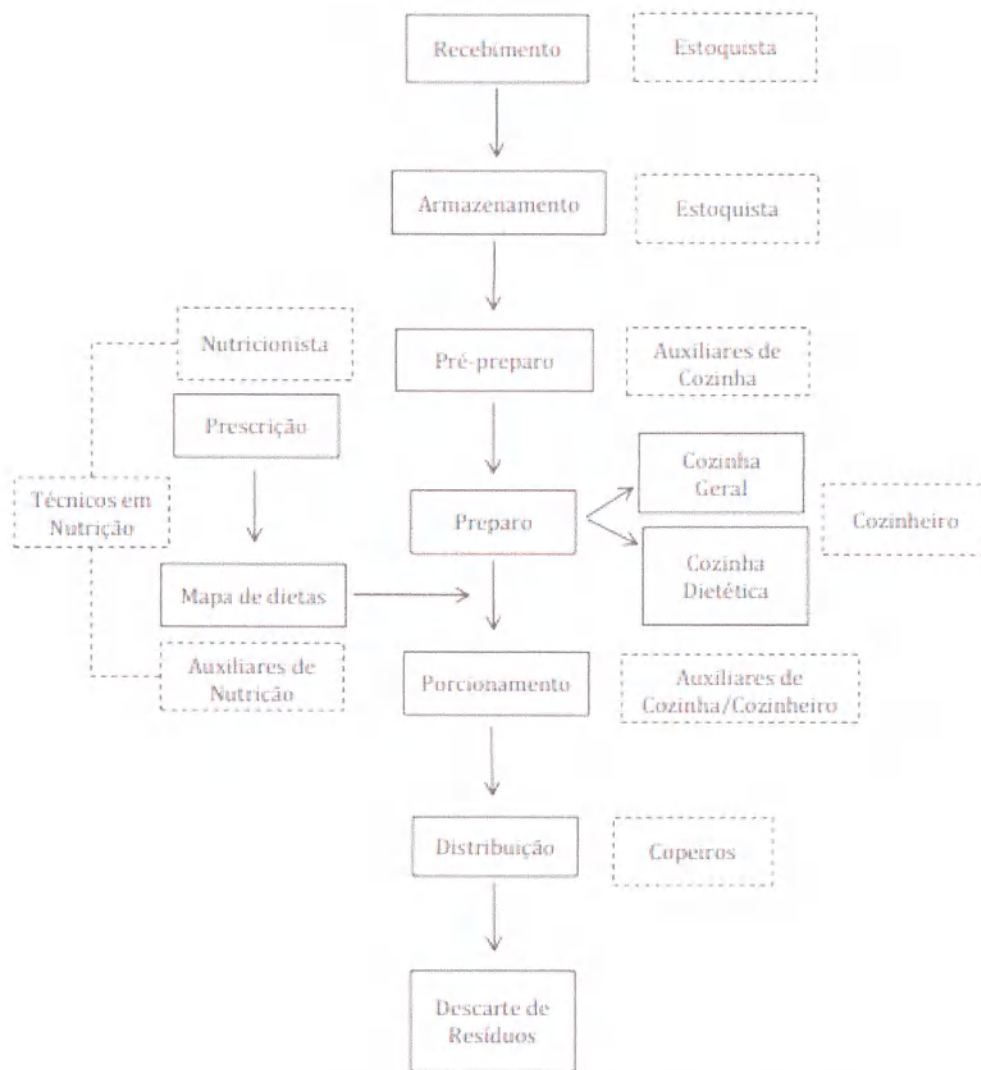 Recebimento
Estoquista
Armazenamento
Estoquista
Nutricionista
Pré-preparo
Auxiliares de
Cozinha
Prescrição
Cozinha
Geral
Técnicos em
Nutrição
Preparo
Cozinheiro
Cozinha
Dietética
Mapa de dietas
Auxiliares de
Nutrição
Porcionamento
Auxiliares de
Cozinha/Cozinheiro
Distribuição
Copeiros
Descarte de
Resíduos